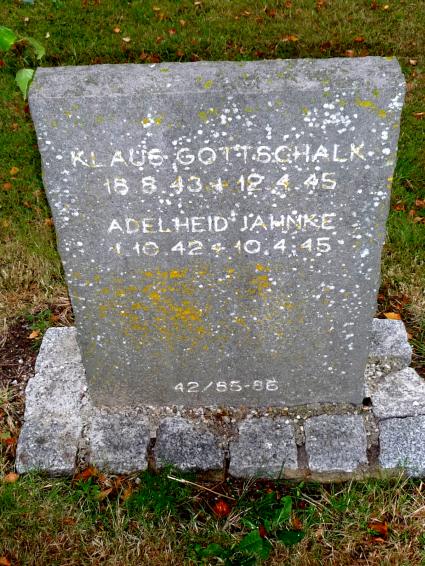 KLAUS GOTTSCHALK
18.8.43 + 12.4.45
ADELHEID JAHNKE
1.10.42 + 10.4.45
42/85-86